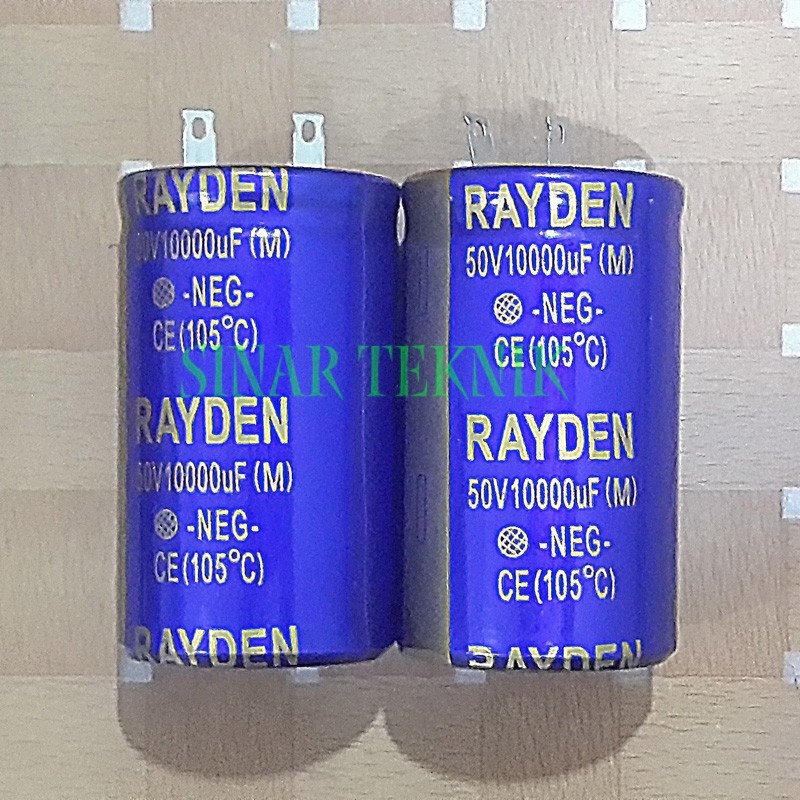 RAYDEN
50V10000uF (M)
-NEG-
CE (105°C)
RAYDEN
50V10000uF (M)
-NEG-
CE (105°C)
RAYDEN
RAYDEN
50V10000uF (M)
-NEG-
CE (105°C)
RAYDEN
50V10000uF (M)
-NEG-
CE (105°C)
RAYDEN
SINAR TEKNIK